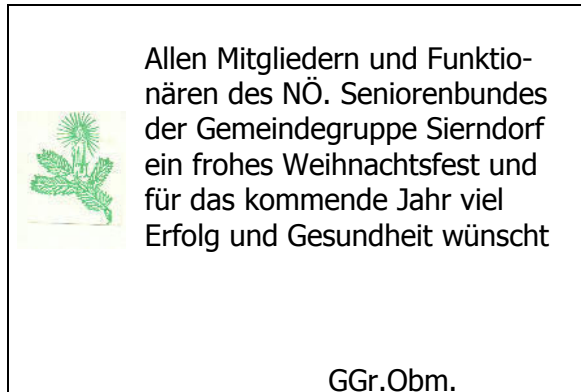 Allen Mitgliedern und Funktio-
nären des NÖ. Seniorenbundes
der Gemeindegruppe Sierndorf
ein frohes Weihnachtsfest und
für das kommende Jahr viel
Erfolg und Gesundheit wünscht
GGr.Obm.